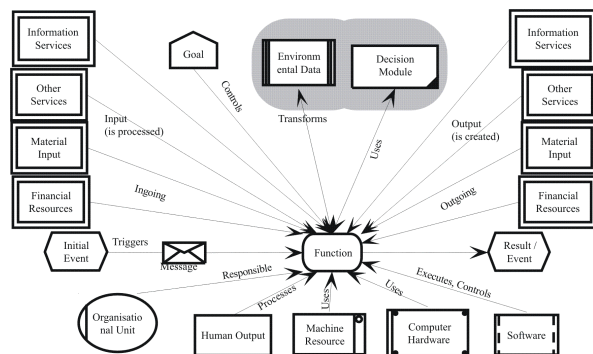 Information
Services
Goal
Environm
ental Data
Decision
Module
Information
Services
Other
Services
Controls
Input
(is processed)
Transforms
Uses
Output
(is created)
Other
Services
Material
Input
Material
Input
Financial
Resources
Ingoing
Outgoing
Financial
Resources
Initial
Event
Triggers
Message
Function
Result /
Event
Responsible
Processes
Uses
Uses
Executes, Controls
Organisatio
nal Unit
Human Output
Machine
Resource
Computer
Hardware
Software